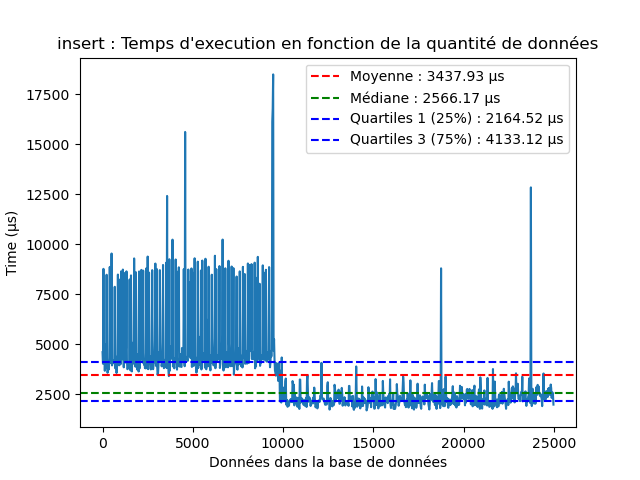 insert : Temps d'execution en fonction de la quantité de données
Moyenne : 3437.93 µs
Médiane : 2566.17 µs
Quartiles 1 (25%) : 2164.52 µs
Quartiles 3 (75%) : 4133.12 µs
17500
15000
12500
10000
7500
5000
2500
Time (µs)
0 5000 10000 15000 20000 25000
Données dans la base de données